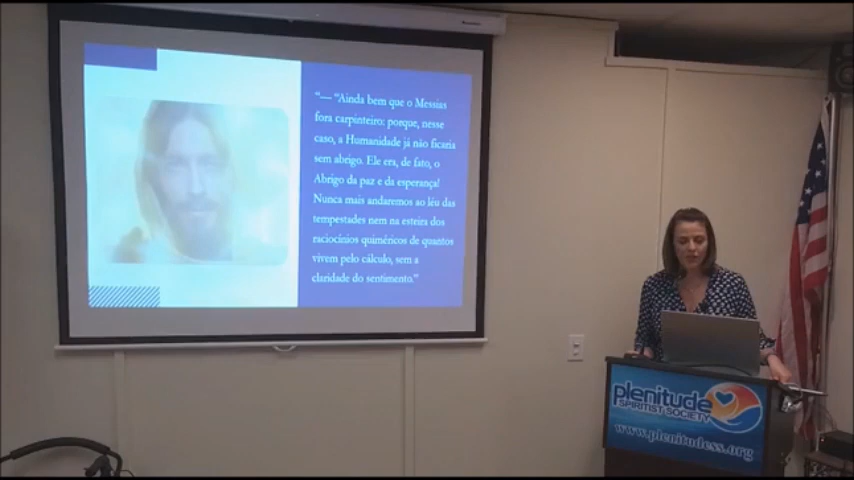 “— “Ainda bem que o Messias
fora carpinteiro: porque, nesse
caso, a Humanidade já não ficaria
sem abrigo. Ele era, de fato, o
Abrigo da paz e da esperança!
Nunca mais andaremos ao léu das
tempestades nem na esteira dos
raciocínios quiméricos de quantos
vivem pelo cálculo, sem a
claridade do sentimento.”
plenitude
SPIRITIST SOCIETY
www.plenitudess.org